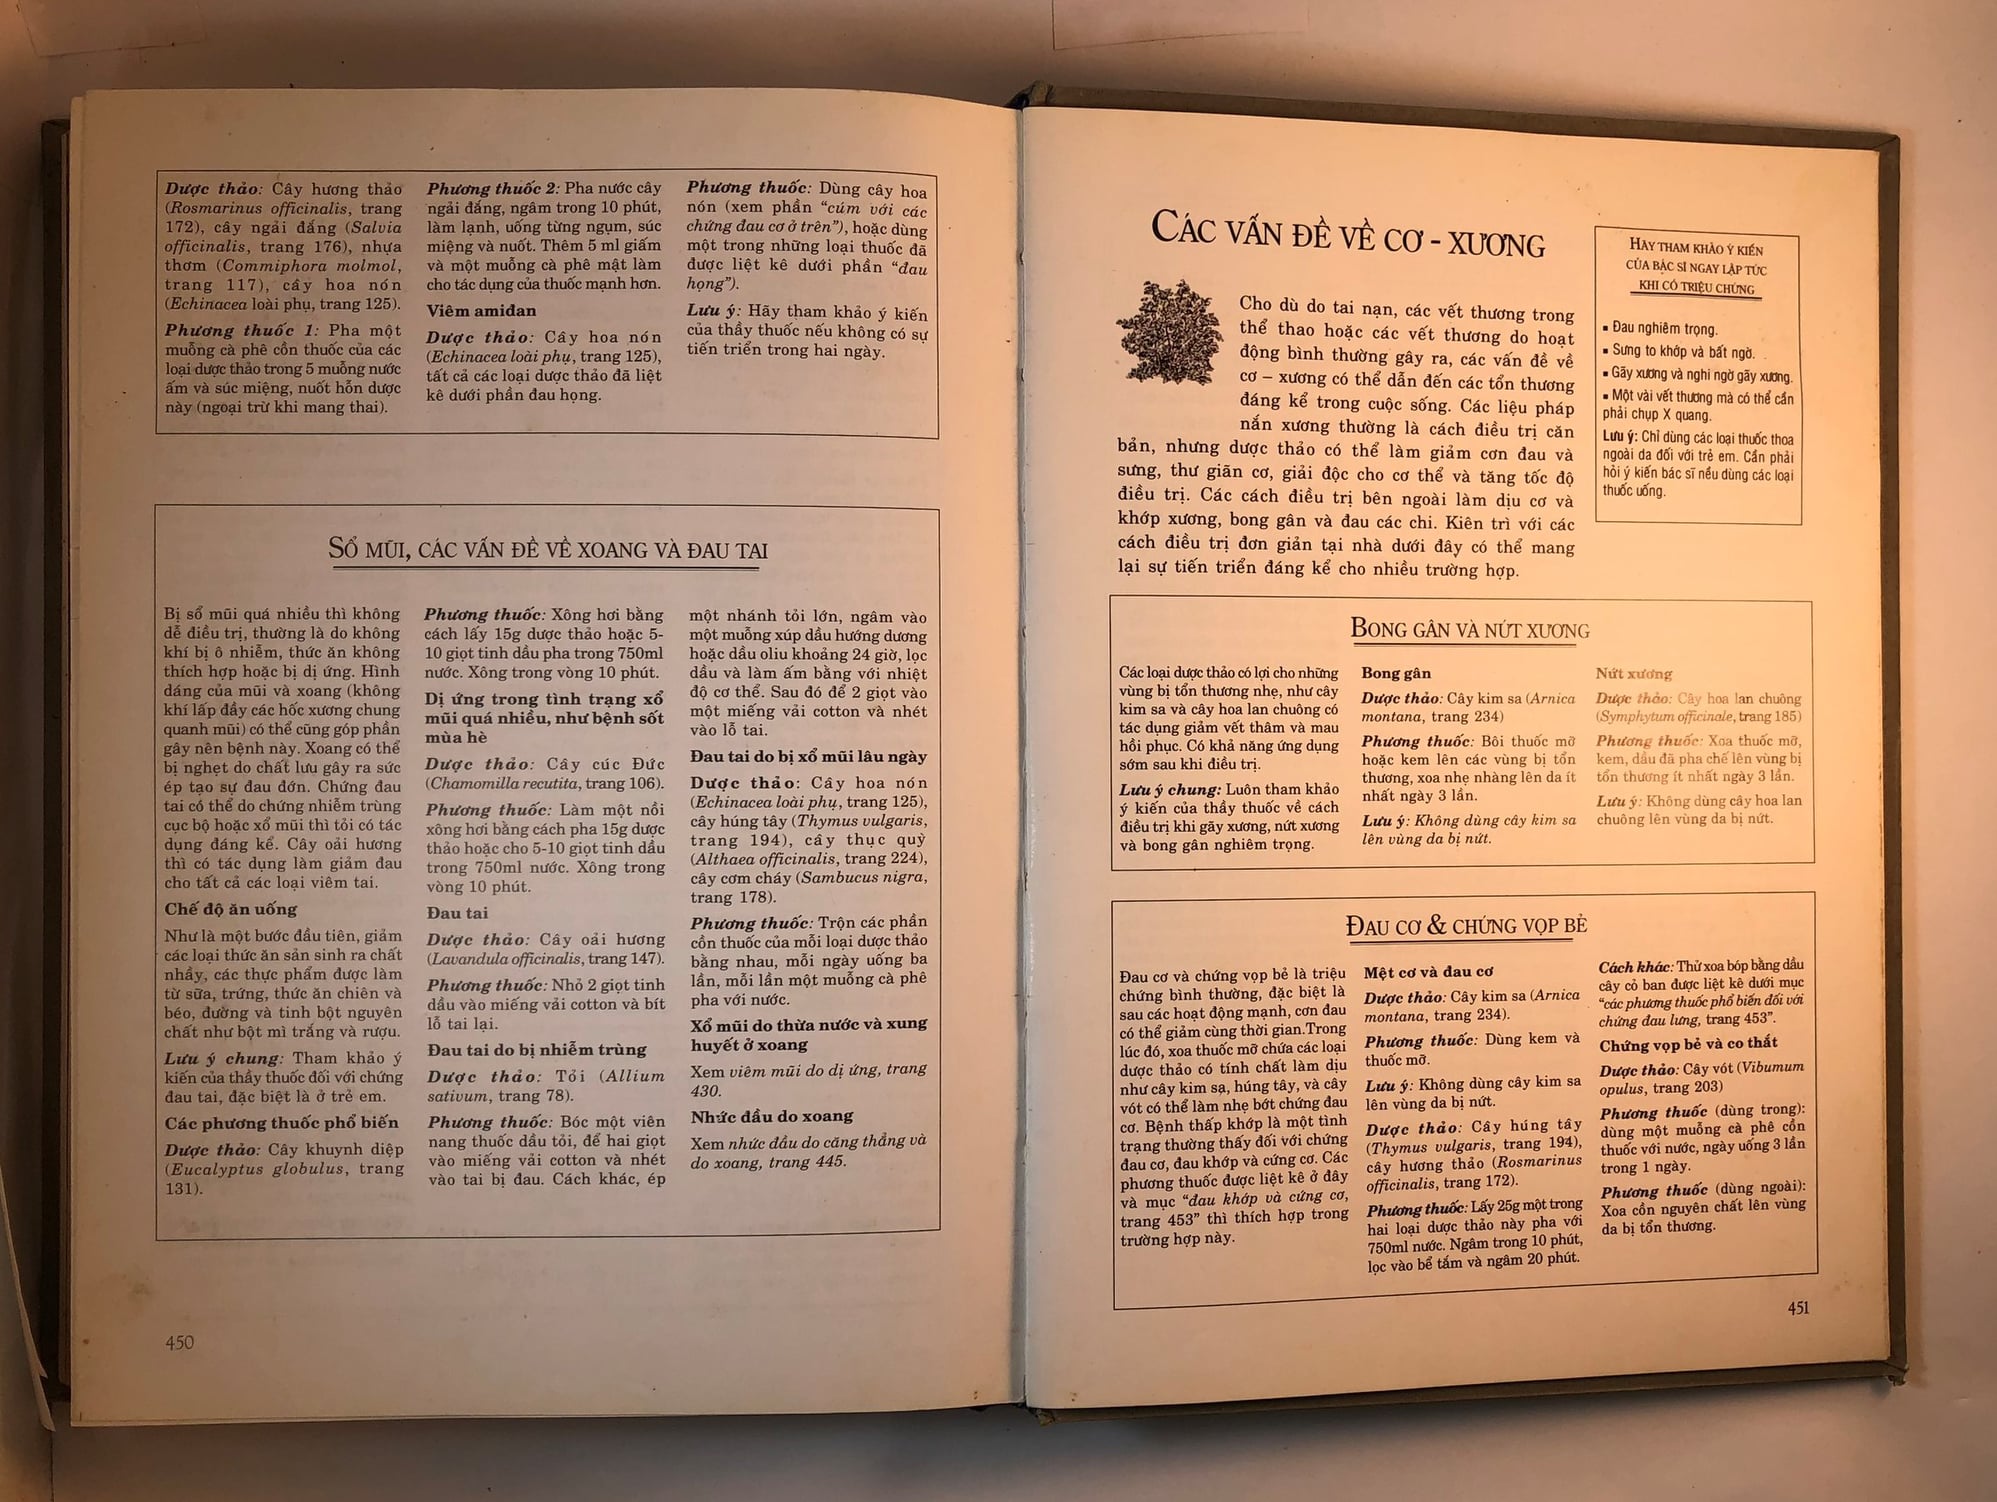 Dược thảo: Cây hương thảo
(Rosmarinus officinalis, trang
172), cây ngải đắng (Salvia
officinalis, trang 176), nhựa
thơm (Commiphora molmol,
trang 117), cây hoa nón
(Echinacea loài phụ, trang 125).
Phương thuốc 1: Pha một
muỗng cà phê cồn thuốc của các
loại dược thảo trong 5 muỗng nước
ấm và súc miệng, nuốt hỗn dược
này (ngoại trừ khi mang thai).
Phương thuốc 2: Pha nước cây
ngải đắng, ngâm trong 10 phút,
làm lạnh, uống từng ngụm, súc
miệng và nuốt. Thêm 5 ml giấm
và một muỗng cà phê mật làm
cho tác dụng của thuốc mạnh hơn.
Viêm amiđan
Dược thảo: Cây hoa nón
(Echinacea loài phụ, trang 125),
tất cả các loại dược thảo đã liệt
kê dưới phần đau họng.
Phương thuốc: Dùng cây hoa
nón (xem phần “cúm với các
chứng đau cơ ở trên”), hoặc dùng
một trong những loại thuốc đã
được liệt kê dưới phần “đau
họng”).
Lưu ý: Hãy tham khảo ý kiến
của thầy thuốc nếu không có sự
tiến triển trong hai ngày.
SỔ MŨI, CÁC VẤN ĐỀ VỀ XOANG VÀ ĐAU TAI
Bị sổ mũi quá nhiều thì không
dễ điều trị, thường là do không
khí bị ô nhiễm, thức ăn không
thích hợp hoặc bị dị ứng. Hình
dáng của mũi và xoang (không
khí lấp đầy các hốc xương chung
quanh mũi) có thể cũng góp phần
gây nên bệnh này. Xoang có thể
bị nghẹt do chất lưu gây ra sức
ép tạo sự đau đớn. Chứng đau
tai có thể do chứng nhiễm trùng
cục bộ hoặc xổ mũi thì tỏi có tác
dụng đáng kể. Cây oải hương
thì có tác dụng làm giảm đau
cho tất cả các loại viêm tai.
Chế độ ăn uống
Như là một bước đầu tiên, giảm
các loại thức ăn sản sinh ra chất
nhầy, các thực phẩm được làm
từ sữa, trứng, thức ăn chiên và
béo, đường và tinh bột nguyên
chất như bột mì trắng và rượu.
Lưu ý chung: Tham khảo ý
kiến của thầy thuốc đối với chứng
đau tai, đặc biệt là ở trẻ em.
Các phương thuốc phổ biến
Dược thảo: Cây khuynh diệp
(Eucalyptus globulus, trang
131).
Phương thuốc: Xông hơi bằng
cách lấy 15g dược thảo hoặc 5-
10 giọt tinh dầu pha trong 750ml
nước. Xông trong vòng 10 phút.
Dị ứng trong tình trạng xổ
mũi quá nhiều, như bệnh sốt
mùa hè
Dược thảo: Cây cúc Đức
(Chamomilla recutita, trang 106).
Phương thuốc: Làm một nồi
xông hơi bằng cách pha 15g dược
thảo hoặc cho 5-10 giọt tinh dầu
trong 750ml nước. Xông trong
vòng 10 phút.
Đau tai
Dược thảo: Cây oải hương
(Lavandula officinalis, trang 147).
Phương thuốc: Nhỏ 2 giọt tinh
dầu vào miếng vải cotton và bít
lỗ tai lại.
Đau tai do bị nhiễm trùng
Dược thảo: Tỏi (Allium
sativum, trang 78).
Phương thuốc: Bóc một viên
nang thuốc dầu tỏi, để hai giọt
vào miếng vải cotton và nhét
vào tai bị đau. Cách khác, ép
một nhánh tỏi lớn, ngâm vào
một muỗng xúp dầu hướng dương
hoặc dầu oliu khoảng 24 giờ, lọc
dầu và làm ấm bằng với nhiệt
độ cơ thể. Sau đó để 2 giọt vào
một miếng vải cotton và nhét
vào lỗ tai.
Đau tai do bị xổ mũi lâu ngày
Dược thảo: Cây hoa nón
(Echinacea loài phụ, trang 125),
cây húng tây (Thymus vulgaris,
trang 194), cây thục quỳ
(Althaea officinalis, trang 224),
cây cơm cháy (Sambucus nigra,
trang 178).
Phương thuốc: Trộn các phần
cồn thuốc của mỗi loại dược thảo
bằng nhau, mỗi ngày uống ba
lần, mỗi lần một muỗng cà phê
pha với nước.
Xổ mũi do thừa nước và xung
huyết ở xoang
Xem viêm mũi do dị ứng, trang
430.
Nhức đầu do xoang
Xem nhức đầu do căng thẳng và
do xoang, trang 445.
450
CÁC VẤN ĐỀ VỀ CƠ - XƯƠNG
Cho dù do tai nạn, các vết thương trong
thể thao hoặc các vết thương do hoạt
động bình thường gây ra, các vấn đề về
cơ – xương có thể dẫn đến các tổn thương
đáng kể trong cuộc sống. Các liệu pháp
nắn xương thường là cách điều trị căn
bản, nhưng dược thảo có thể làm giảm cơn đau và
sưng, thư giãn cơ, giải độc cho cơ thể và tăng tốc độ
điều trị. Các cách điều trị bên ngoài làm dịu cơ và
khớp xương, bong gân và đau các chi. Kiên trì với các
cách điều trị đơn giản tại nhà dưới đây có thể mang
lại sự tiến triển đáng kể cho nhiều trường hợp.
HÃY THAM KHẢO Ý KIẾN
CỦA BÁC SĨ NGAY LẬP TỨC
KHI CÓ TRIỆU CHỨNG
▪ Đau nghiêm trọng.
▪ Sưng to khớp và bất ngờ.
▪ Gãy xương và nghi ngờ gãy xương.
▪ Một vài vết thương mà có thể cần
phải chụp X quang.
Lưu ý: Chỉ dùng các loại thuốc thoa
ngoài da đối với trẻ em. Cần phải
hỏi ý kiến bác sĩ nếu dùng các loại
thuốc uống.
BONG GÂN VÀ NỨT XƯƠNG
Các loại dược thảo có lợi cho những
vùng bị tổn thương nhẹ, như cây
kim sa và cây hoa lan chuông có
tác dụng giảm vết thâm và mau
hồi phục. Có khả năng ứng dụng
sớm sau khi điều trị.
Lưu ý chung: Luôn tham khảo
ý kiến của thầy thuốc về cách
điều trị khi gãy xương, nứt xương
và bong gân nghiêm trọng.
Bong gân
Dược thảo: Cây kim sa (Arnica
montana, trang 234)
Phương thuốc: Bôi thuốc mỡ
hoặc kem lên các vùng bị tổn
thương, xoa nhẹ nhàng lên da ít
nhất ngày 3 lần.
Lưu ý: Không dùng cây kim sa
lên vùng da bị nứt.
Nứt xương
Dược thảo: Cây hoa lan chuông
(Symphytum officinale, trang 185)
Phương thuốc: Xoa thuốc mỡ,
kem, dầu đã pha chế lên vùng bị
tổn thương ít nhất ngày 3 lần.
Lưu ý: Không dùng cây hoa lan
chuông lên vùng da bị nứt.
ĐAU CƠ & CHỨNG VỌP BẺ
Đau cơ và chứng vọp bẻ là triệu
chứng bình thường, đặc biệt là
sau các hoạt động mạnh, cơn đau
có thể giảm cùng thời gian.Trong
lúc đó, xoa thuốc mỡ chứa các loại
dược thảo có tính chất làm dịu
như cây kim sa, húng tây, và cây
vót có thể làm nhẹ bớt chứng đau
cơ. Bệnh thấp khớp là một tình
trạng thường thấy đối với chứng
đau cơ, đau khớp và cứng cơ. Các
phương thuốc được liệt kê ở đây
và mục “đau khớp và cứng cơ,
trang 453” thì thích hợp trong
trường hợp này.
Mệt cơ và đau cơ
Dược thảo: Cây kim sa (Arnica
montana, trang 234).
Phương thuốc: Dùng kem và
thuốc mỡ.
Lưu ý: Không dùng cây kim sa
lên vùng da bị nứt.
Dược thảo: Cây húng tây
(Thymus vulgaris, trang 194),
cây hương thảo (Rosmarinus
officinalis, trang 172).
Phương thuốc: Lấy 25g một trong
hai loại dược thảo này pha với
750ml nước. Ngâm trong 10 phút,
lọc vào bể tắm và ngâm 20 phút.
Cách khác: Thử xoa bóp bằng dầu
cây cỏ ban được liệt kê dưới mục
“các phương thuốc phổ biến đối với
chứng đau lưng, trang 453”.
Chứng vọp bẻ và co thắt
Dược thảo: Cây vót (Vibumum
opulus, trang 203)
Phương thuốc (dùng trong):
dùng một muỗng cà phê cồn
thuốc với nước, ngày uống 3 lần
trong 1 ngày.
Phương thuốc (dùng ngoài):
Xoa cồn nguyên chất lên vùng
da bị tổn thương.
451